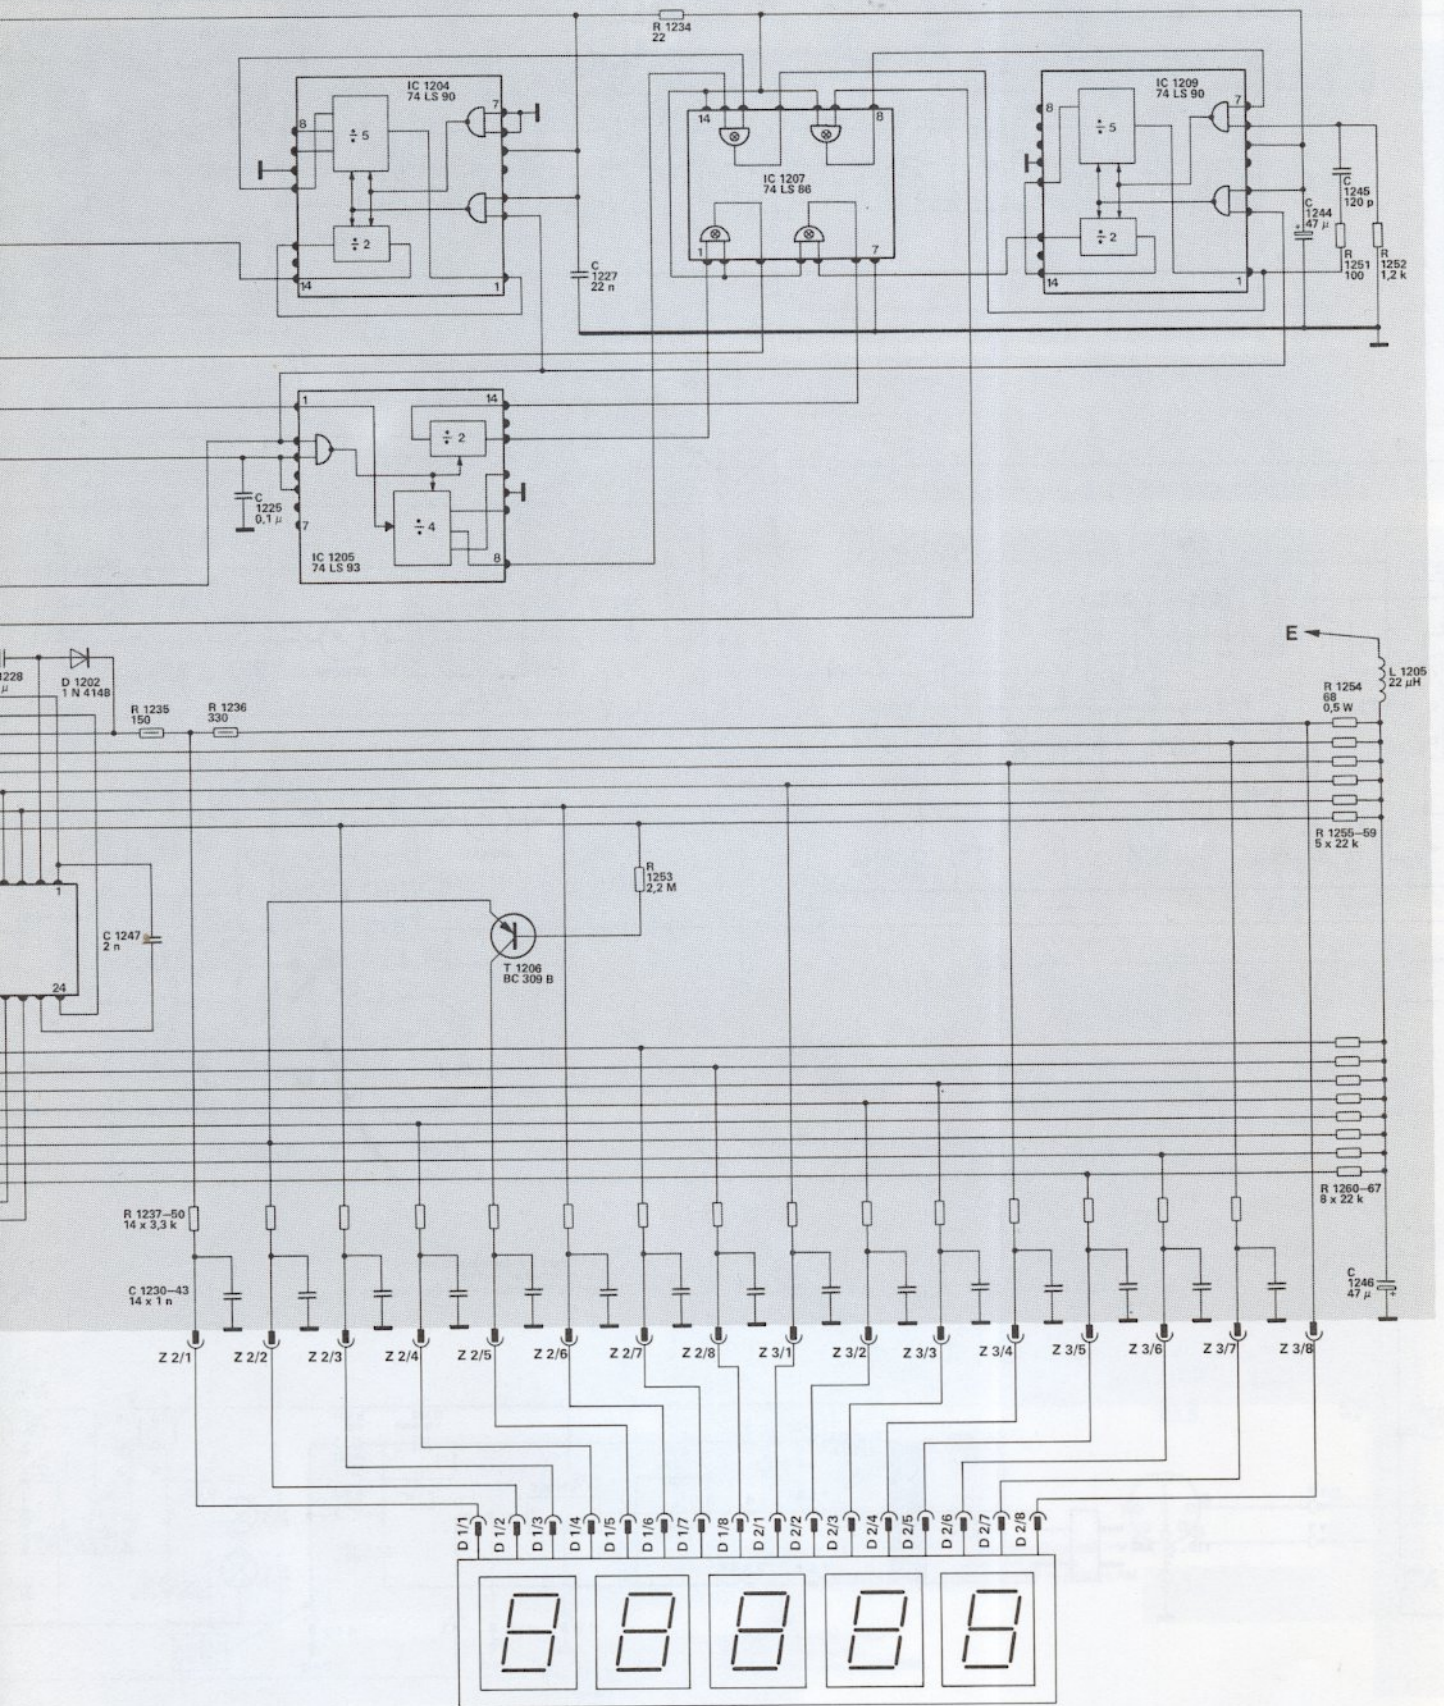 R 1234
22
IC 1204
74 LS 90
7
8
÷ 5
÷ 2
14
1
C
1227
22 n
14
8
IC 1207
74 LS 86
1
7
IC 1209
74 LS 90
7
8
÷ 5
÷ 2
14
1
C
1245
120 p
C
1244
+
47 µ
R
1251
100
R
1252
1,2 k
1
14
÷ 2
÷ 4
7
8
IC 1205
74 LS 93
C
1225
0,1 µ
E
L 1205
22 µH
1228
µ
D 1202
1 N 4148
R 1235
150
R 1236
330
R 1254
68
0,5 W
R 1255–59
5 x 22 k
R
1253
2,2 M
1
C 1247
2 n
24
T 1206
BC 309 B
R 1260–67
8 x 22 k
R 1237–50
14 x 3,3 k
C 1230–43
14 x 1 n
C
1246
47 µ
+
Z 2/1
Z 2/2
Z 2/3
Z 2/4
Z 2/5
Z 2/6
Z 2/7
Z 2/8
Z 3/1
Z 3/2
Z 3/3
Z 3/4
Z 3/5
Z 3/6
Z 3/7
Z 3/8
D 1/1
D 1/2
D 1/3
D 1/4
D 1/5
D 1/6
D 1/7
D 1/8
D 2/1
D 2/2
D 2/3
D 2/4
D 2/5
D 2/6
D 2/7
D 2/8
8 8 8 8 8